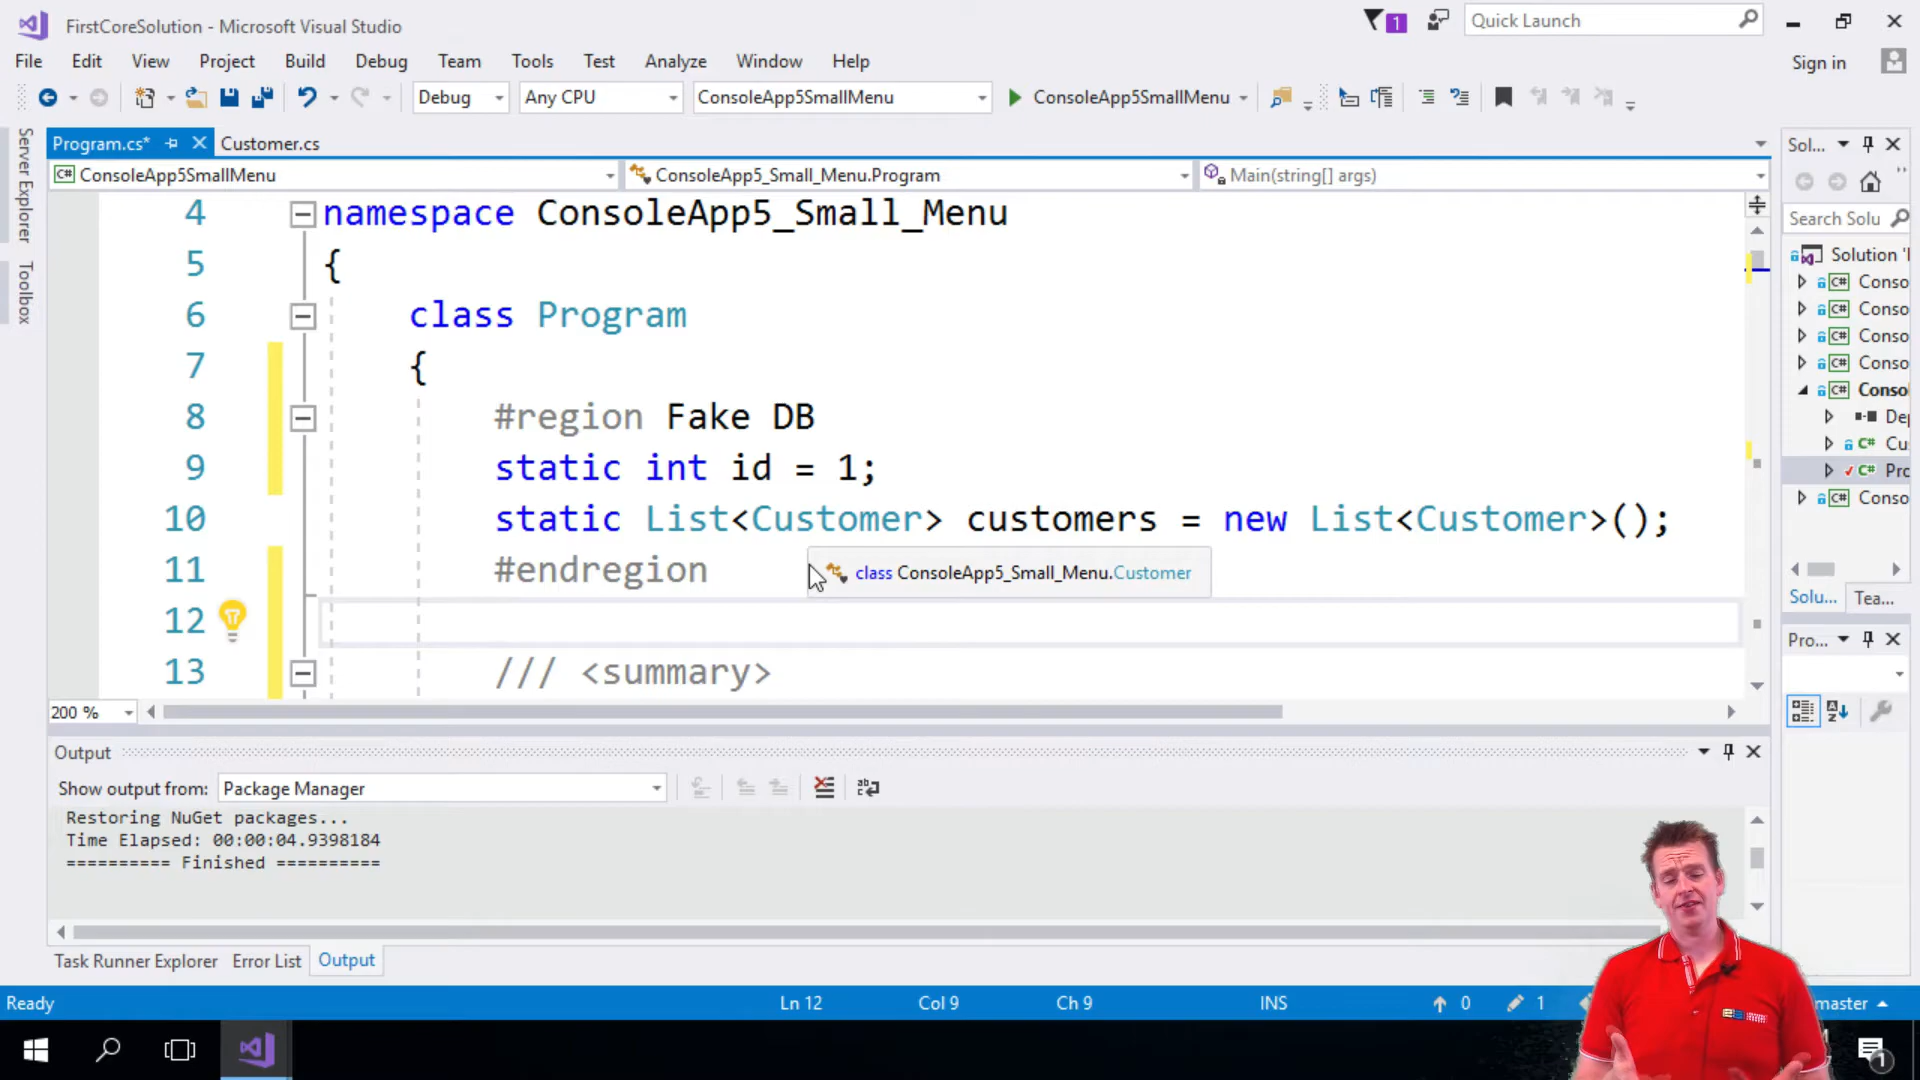 FirstCoreSolution - Microsoft Visual Studio
1
Quick Launch
File Edit View Project Build Debug Team Tools Test Analyze Window Help
Sign in
Debug Any CPU ConsoleApp5SmallMenu ConsoleApp5SmallMenu
Server Explorer
Toolbox
Program.cs* Customer.cs
ConsoleApp5SmallMenu ConsoleApp5_Small_Menu.Program Main(string[] args)
4 namespace ConsoleApp5_Small_Menu
5 {
6 class Program
7 {
8 #region Fake DB
9 static int id = 1;
10 static List<Customer> customers = new List<Customer>();
11 #endregion
class ConsoleApp5_Small_Menu.Customer
12
13 /// <summary>
200 %
Sol...
Search Solu
Solution '
C# Conso
C# Conso
C# Conso
C# Conso
C# Conso
De
C# Cu
C# Pro
C# Conso
Solu... Tea...
Pro...
Output
Show output from: Package Manager
Restoring NuGet packages...
Time Elapsed: 00:00:04.9398184
========== Finished ==========
Task Runner Explorer Error List Output
Ready Ln 12 Col 9 Ch 9 INS 0 1 master
1